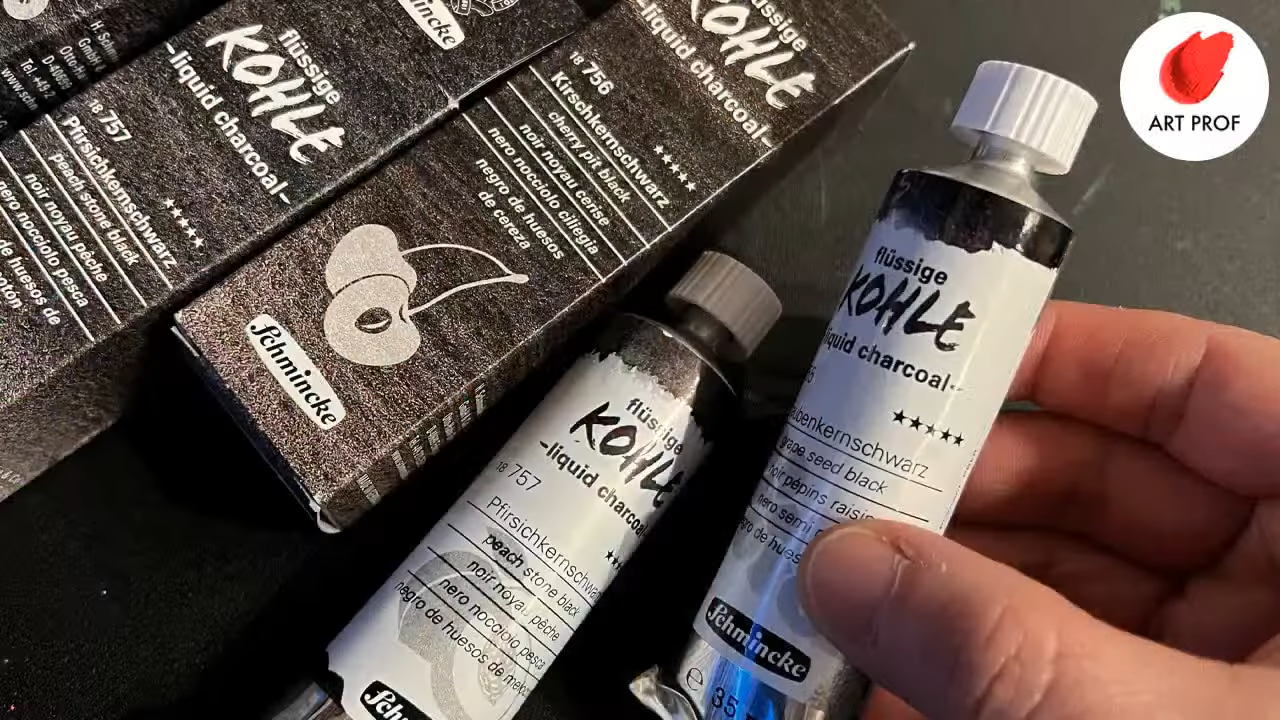 flüssige
KOHLE
-liquid charcoal-
18 757
Pfirsichkernschwarz
★★★★★
peach stone black
noir noyau pêche
nero nocciolo pesca
de huesos de
Schmincke
flüssige
KOHLE
-liquid charcoal-
18 756
Kirschkernschwarz
★★★★★
cherry pit black
noir noyau cerise
nero nocciolo ciliegia
negro de huesos
de cereza
flüssige
KOHLE
-liquid charcoal-
18 757
Pfirsichkernschwarz
peach stone black
noir noyau pêche
nero nocciolo pesca
negro de huesos de
Schmincke
flüssige
KOHLE
liquid charcoal-
★★★★★
grape seed black
noir pépins raisin
nero semi
Schmincke
℮ 35
ART PROF